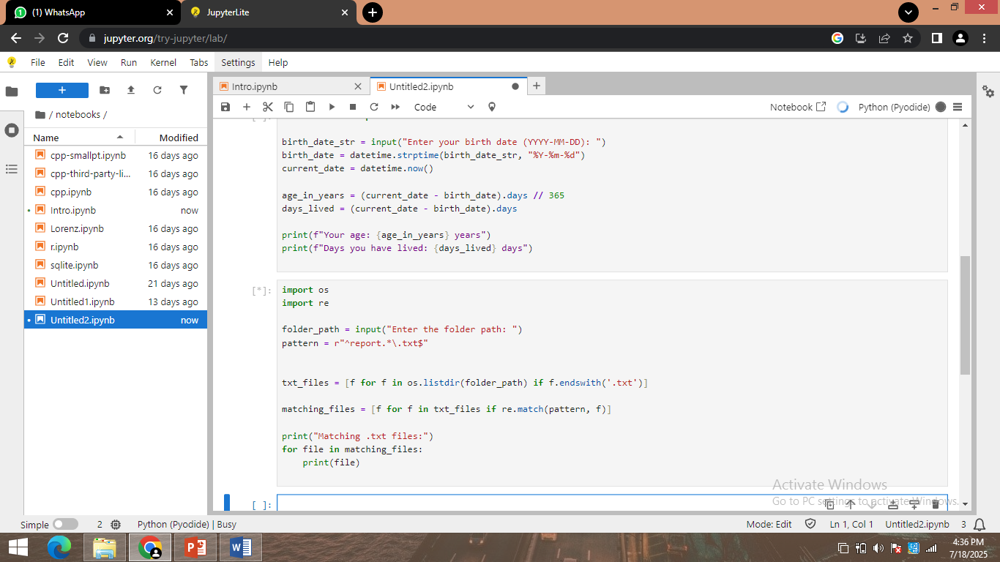 (1) WhatsApp
JupyterLite
jupyter.org/try-jupyter/lab/
File Edit View Run Kernel Tabs Settings Help
Intro.ipynb
Untitled2.ipynb
Code
Notebook
Python (Pyodide)
/ notebooks /
Name Modified
cpp-smallpt.ipynb 16 days ago
cpp-third-party-li... 16 days ago
cpp.ipynb 16 days ago
Intro.ipynb now
Lorenz.ipynb 16 days ago
r.ipynb 16 days ago
sqlite.ipynb 16 days ago
Untitled.ipynb 21 days ago
Untitled1.ipynb 13 days ago
Untitled2.ipynb now
birth_date_str = input("Enter your birth date (YYYY-MM-DD): ")
birth_date = datetime.strptime(birth_date_str, "%Y-%m-%d")
current_date = datetime.now()
age_in_years = (current_date - birth_date).days // 365
days_lived = (current_date - birth_date).days
print(f"Your age: {age_in_years} years")
print(f"Days you have lived: {days_lived} days")
[*]:
import os
import re
folder_path = input("Enter the folder path: ")
pattern = r"^report.*\.txt$"
txt_files = [f for f in os.listdir(folder_path) if f.endswith('.txt')]
matching_files = [f for f in txt_files if re.match(pattern, f)]
print("Matching .txt files:")
for file in matching_files:
    print(file)
[ ]:
Activate Windows
Go to PC settings to activate Windows.
Simple 2 Python (Pyodide) | Busy Mode: Edit Ln 1, Col 1 Untitled2.ipynb 3
4:36 PM
7/18/2025